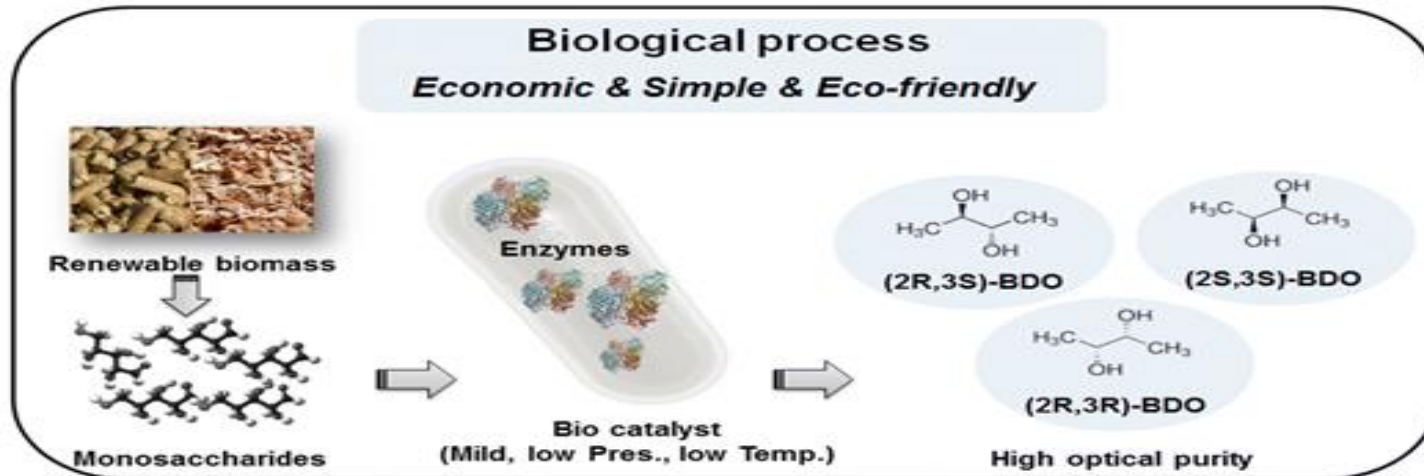 Biological process
Economic & Simple & Eco-friendly
Renewable biomass
Monosaccharides
Enzymes
Bio catalyst
(Mild, low Pres., low Temp.)
OH
H₃C
CH₃
OH
(2R,3S)-BDO
OH
H₃C
CH₃
OH
(2S,3S)-BDO
OH
H₃C
CH₃
OH
(2R,3R)-BDO
High optical purity